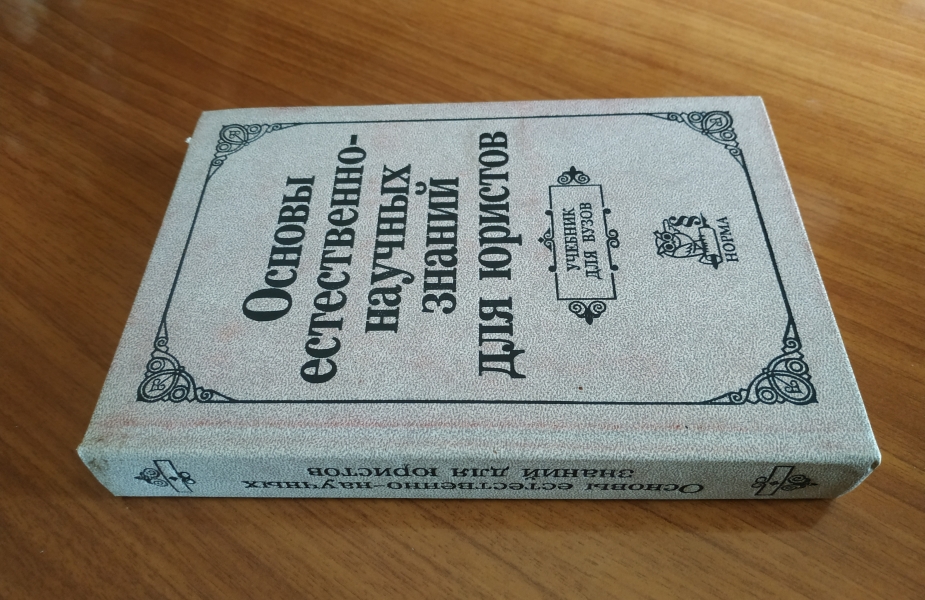 Основы
естественно-
научных
знаний
для юристов
УЧЕБНИК
ДЛЯ ВУЗОВ
НОРМА
Основы естественно-научных
знаний для юристов